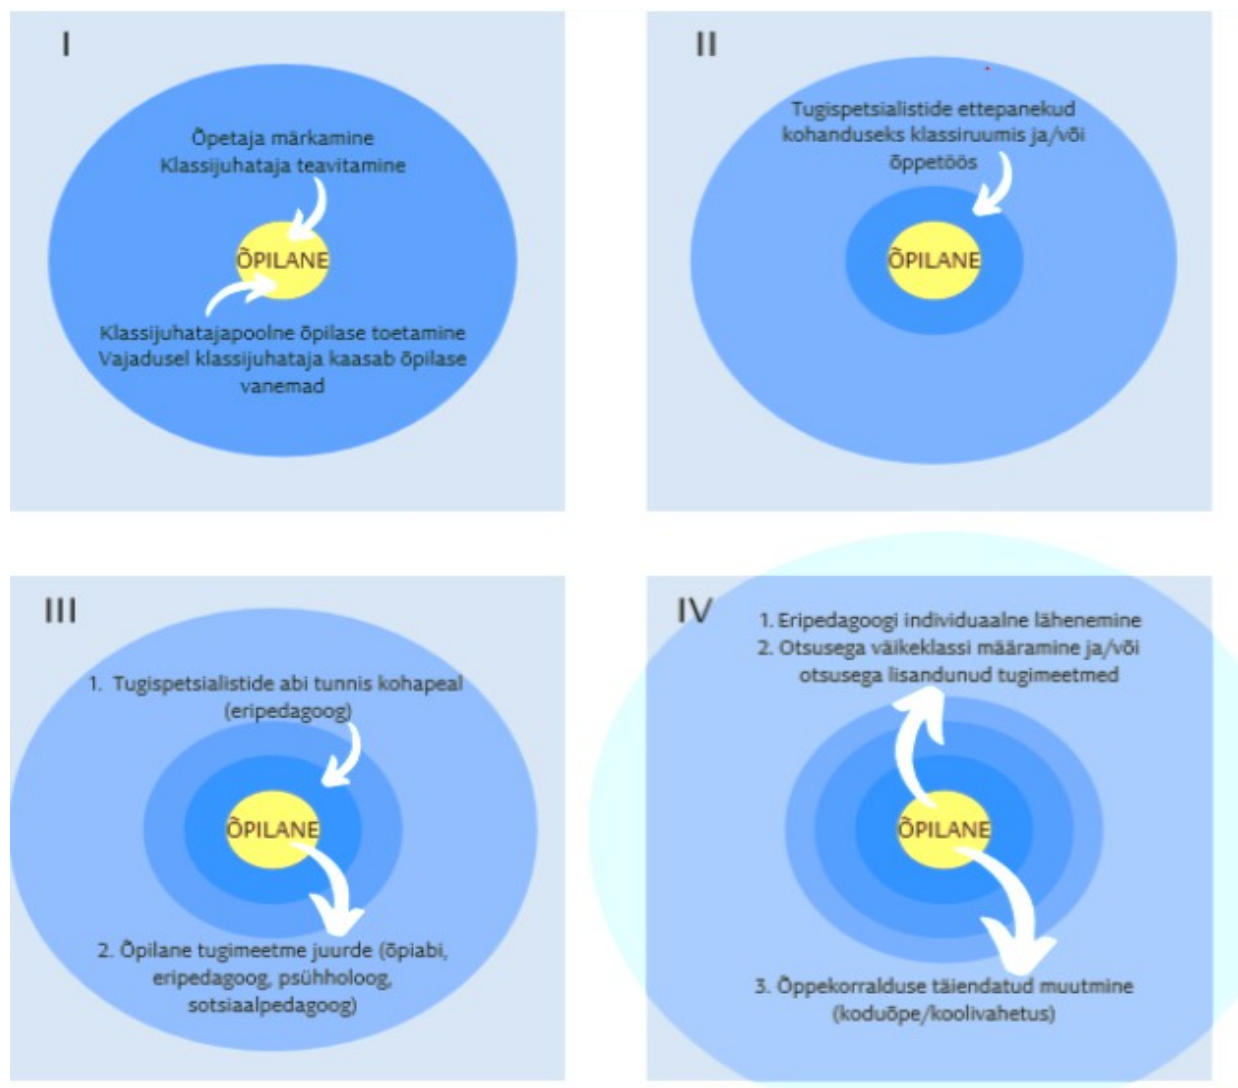 I
Õpetaja märkamine
Klassijuhataja teavitamine
ÕPILANE
Klassijuhatajapoolne õpilase toetamine
Vajadusel klassijuhataja kaasab õpilase
vanemad
II
Tugispetsialistide ettepanekud
kohanduseks klassiruumis ja/või
õppetöös
ÕPILANE
III
1. Tugispetsialistide abi tunnis kohapeal
(eripedagoog)
ÕPILANE
2. Õpilane tugimeetme juurde (õpiabi,
eripedagoog, psühholoog,
sotsiaalpedagoog)
IV
1. Eripedagoogi individuaalne lähenemine
2. Otsusega väikeklassi määramine ja/või
otsusega lisandunud tugimeetmed
ÕPILANE
3. Õppekorralduse täiendatud muutmine
(koduõpe/koolivahetus)